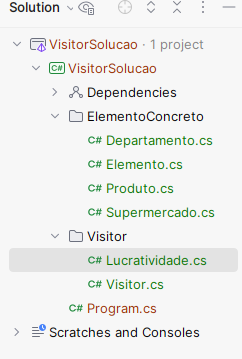 Solution
VisitorSolucao · 1 project
C# VisitorSolucao
Dependencies
ElementoConcreto
C# Departamento.cs
C# Elemento.cs
C# Produto.cs
C# Supermercado.cs
Visitor
C# Lucratividade.cs
C# Visitor.cs
C# Program.cs
Scratches and Consoles